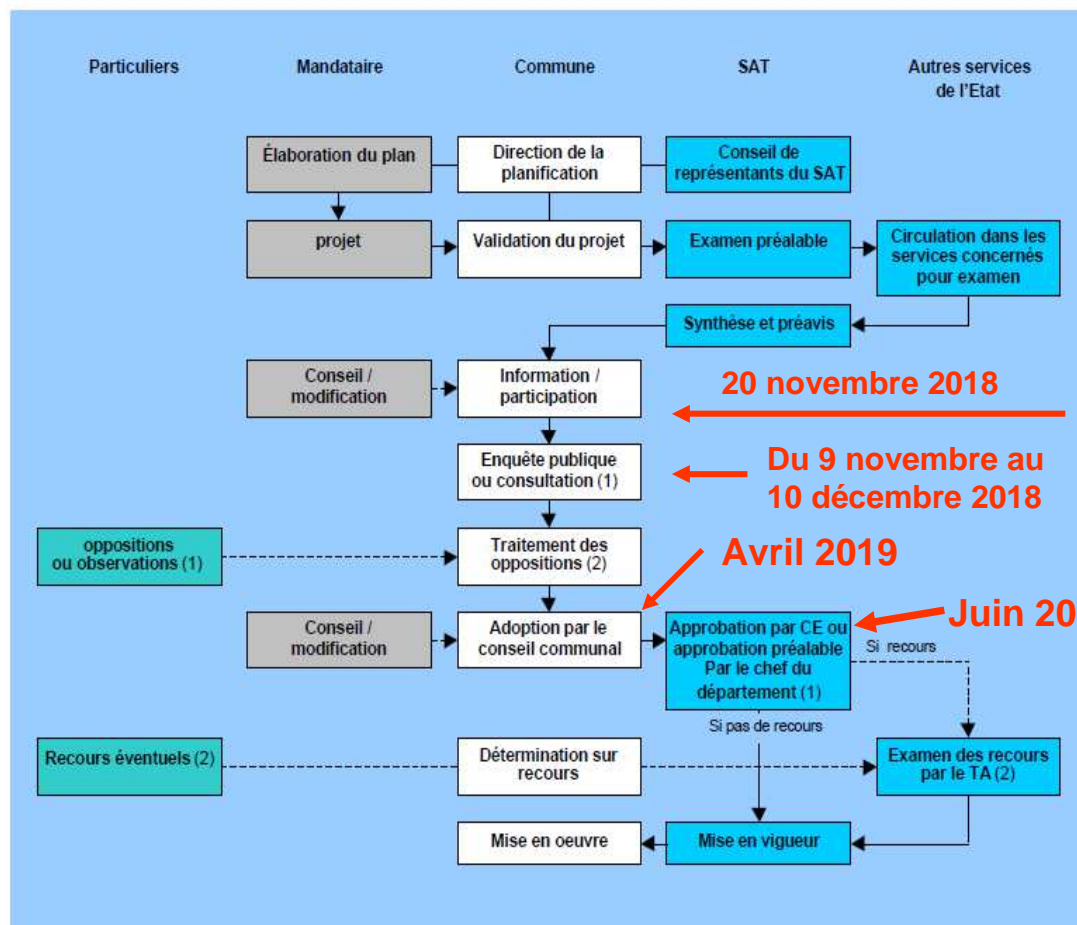 Particuliers
Mandataire
Commune
SAT
Autres services
de l'Etat
Élaboration du plan
Direction de la
planification
Conseil de
représentants du SAT
projet
Validation du projet
Examen préalable
Circulation dans les
services concernés
pour examen
Synthèse et préavis
Conseil /
modification
Information /
participation
20 novembre 2018
Enquête publique
ou consultation (1)
Du 9 novembre au
10 décembre 2018
oppositions
ou observations (1)
Traitement des
oppositions (2)
Avril 2019
Conseil /
modification
Adoption par le
conseil communal
Approbation par CE ou
approbation préalable
Par le chef du
département (1)
Juin 20
Si recours
Si pas de recours
Recours éventuels (2)
Détermination sur
recours
Examen des recours
par le TA (2)
Mise en oeuvre
Mise en vigueur